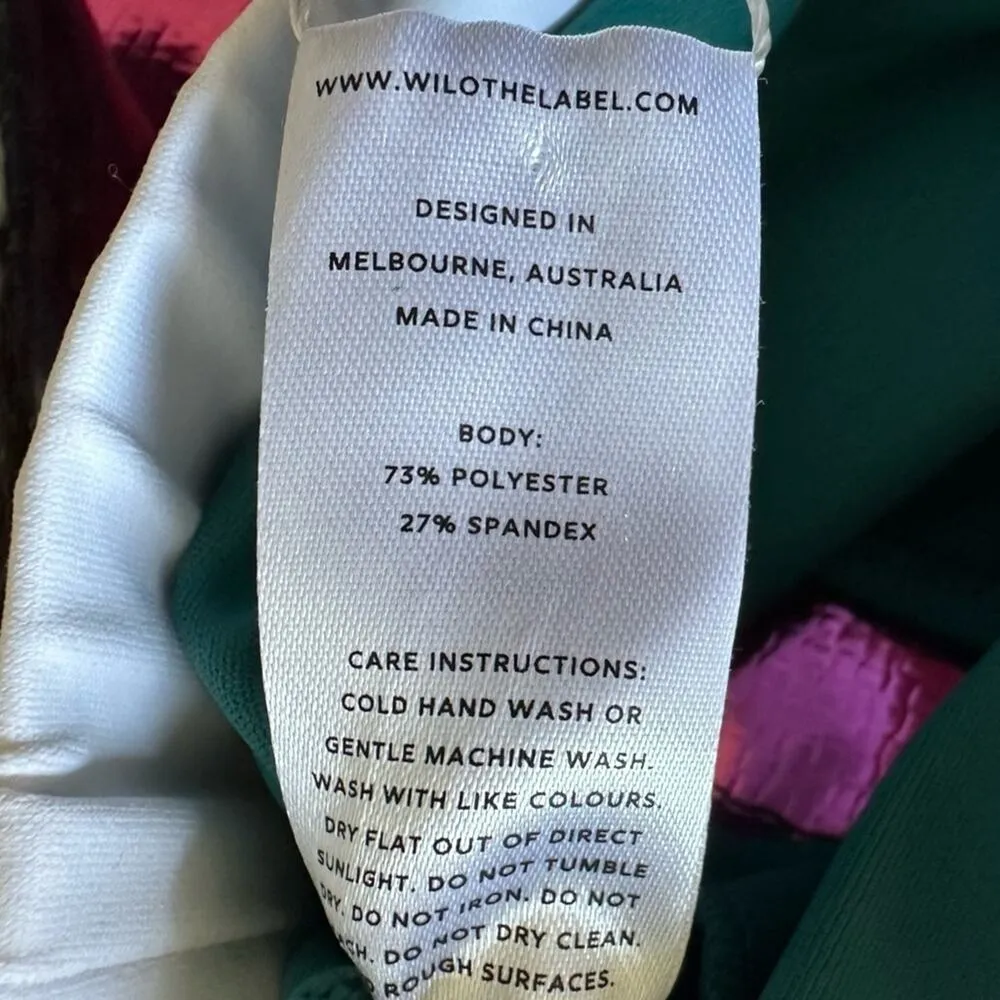 WWW.WILOTHELABEL.COM
DESIGNED IN
MELBOURNE, AUSTRALIA
MADE IN CHINA
BODY:
73% POLYESTER
27% SPANDEX
CARE INSTRUCTIONS:
COLD HAND WASH OR
GENTLE MACHINE WASH.
WASH WITH LIKE COLOURS.
DRY FLAT OUT OF DIRECT
SUNLIGHT. DO NOT TUMBLE
DRY. DO NOT IRON. DO NOT
DO NOT DRY CLEAN.
ROUGH SURFACES.